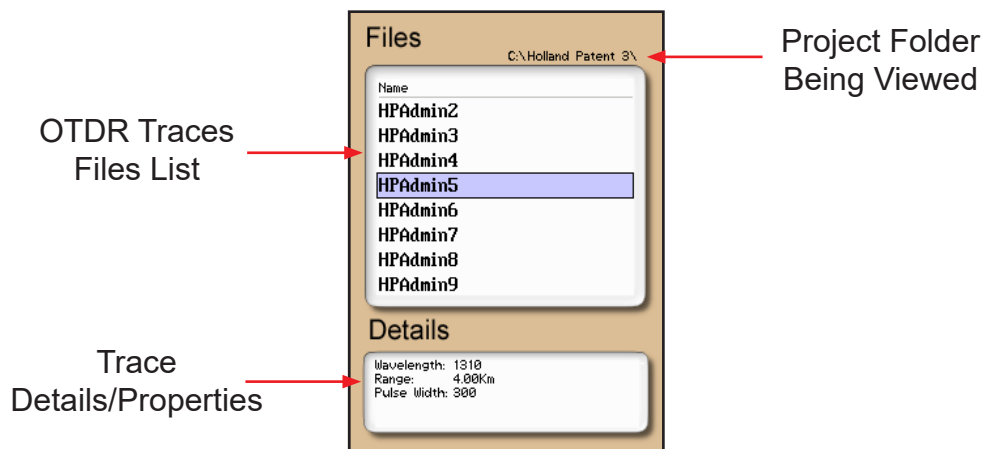 Files
C:\Holland Patent 3\
Project Folder
Being Viewed
Name
HPAdmin2
HPAdmin3
HPAdmin4
HPAdmin5
HPAdmin6
HPAdmin7
HPAdmin8
HPAdmin9
OTDR Traces
Files List
Details
Wavelength: 1310
Range: 4.00Km
Pulse Width: 300
Trace
Details/Properties